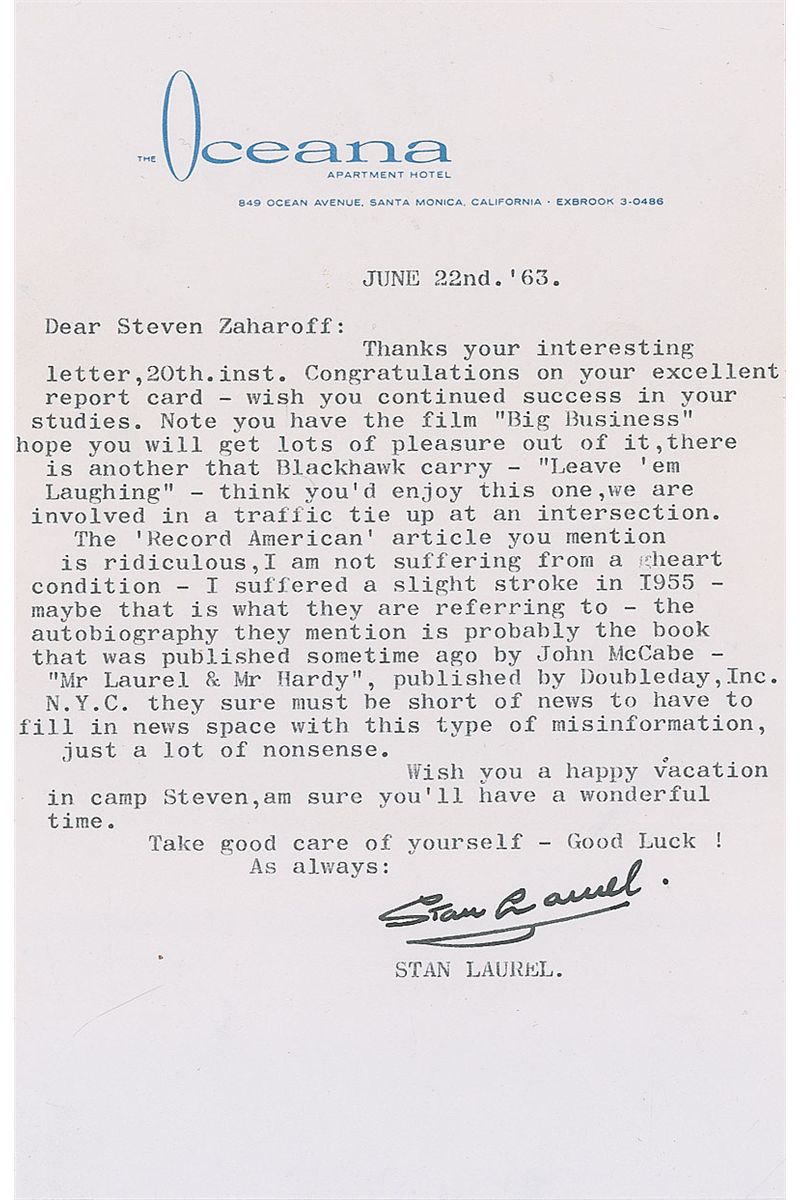 THE Oceana
APARTMENT HOTEL
849 OCEAN AVENUE, SANTA MONICA, CALIFORNIA · EXBROOK 3-0486
JUNE 22nd.'63.
Dear Steven Zaharoff:
Thanks your interesting
letter,20th.inst. Congratulations on your excellent
report card - wish you continued success in your
studies. Note you have the film "Big Business"
hope you will get lots of pleasure out of it,there
is another that Blackhawk carry - "Leave 'em
Laughing" - think you'd enjoy this one,we are
involved in a traffic tie up at an intersection.
The 'Record American' article you mention
is ridiculous,I am not suffering from a heart
condition - I suffered a slight stroke in I955 -
maybe that is what they are referring to - the
autobiography they mention is probably the book
that was published sometime ago by John McCabe -
"Mr Laurel & Mr Hardy", published by Doubleday,Inc.
N.Y.C. they sure must be short of news to have to
fill in news space with this type of misinformation,
just a lot of nonsense.
Wish you a happy vacation
in camp Steven,am sure you'll have a wonderful
time.
Take good care of yourself - Good Luck !
As always:
Stan Laurel.
STAN LAUREL.